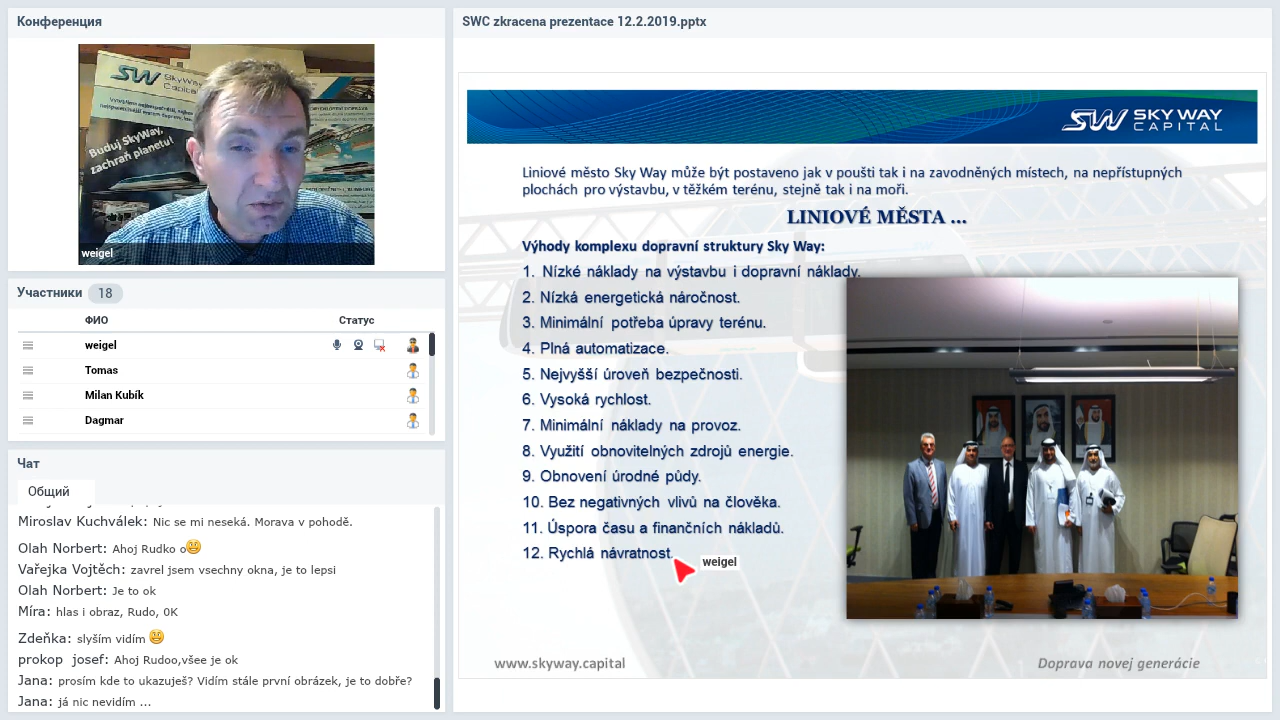 Конференция
SW SkyWay
Capital
Buduj SkyWay,
zachraň planetu!
weigel
Участники 18
ФИО Статус
weigel
Tomas
Milan Kubík
Dagmar
Чат
Общий
Miroslav Kuchválek: Nic se mi neseká. Morava v pohodě.
Olah Norbert: Ahoj Rudko o
Vařejka Vojtěch: zavrel jsem vsechny okna, je to lepsi
Olah Norbert: Je to ok
Míra: hlas i obraz, Rudo, 0K
Zdeňka: slyším vidím
prokop josef: Ahoj Rudoo,všee je ok
Jana: prosím kde to ukazuješ? Vidím stále první obrázek, je to dobře?
Jana: já nic nevidím ...
SWC zkracena prezentace 12.2.2019.pptx
SW SKY WAY
CAPITAL
Liniové město Sky Way může být postaveno jak v poušti tak i na zavodněných místech, na nepřístupných
plochách pro výstavbu, v těžkém terénu, stejně tak i na moři.
LINIOVÉ MĚSTA ...
Výhody komplexu dopravní struktury Sky Way:
1. Nízké náklady na výstavbu i dopravní náklady.
2. Nízká energetická náročnost.
3. Minimální potřeba úpravy terénu.
4. Plná automatizace.
5. Nejvyšší úroveň bezpečnosti.
6. Vysoká rychlost.
7. Minimální náklady na provoz.
8. Využití obnovitelných zdrojů energie.
9. Obnovení úrodné půdy.
10. Bez negativných vlivů na člověka.
11. Úspora času a finančních nákladů.
12. Rychlá návratnost.
weigel
www.skyway.capital
Doprava novej generácie